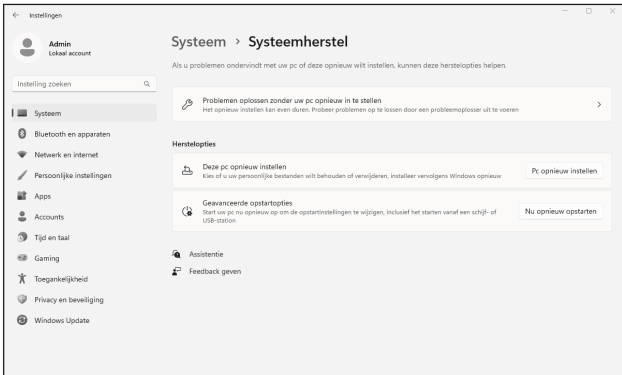 Instellingen
Admin
Lokaal account
Instelling zoeken
Systeem
Bluetooth en apparaten
Netwerk en internet
Persoonlijke instellingen
Apps
Accounts
Tijd en taal
Gaming
Toegankelijkheid
Privacy en beveiliging
Windows Update
Systeem > Systeemherstel
Als u problemen ondervindt met uw pc of deze opnieuw wilt instellen, kunnen deze herstelopties helpen.
Problemen oplossen zonder uw pc opnieuw in te stellen
Het opnieuw instellen kan even duren. Probeer problemen op te lossen door een probleemoplosser uit te voeren
Herstelopties
Deze pc opnieuw instellen
Kies of u uw persoonlijke bestanden wilt behouden of verwijderen, installeer vervolgens Windows opnieuw
Pc opnieuw instellen
Geavanceerde opstartopties
Start uw pc nu opnieuw op om de opstartinstellingen te wijzigen, inclusief het starten vanaf een schijf- of
USB-station
Nu opnieuw opstarten
Assistentie
Feedback geven